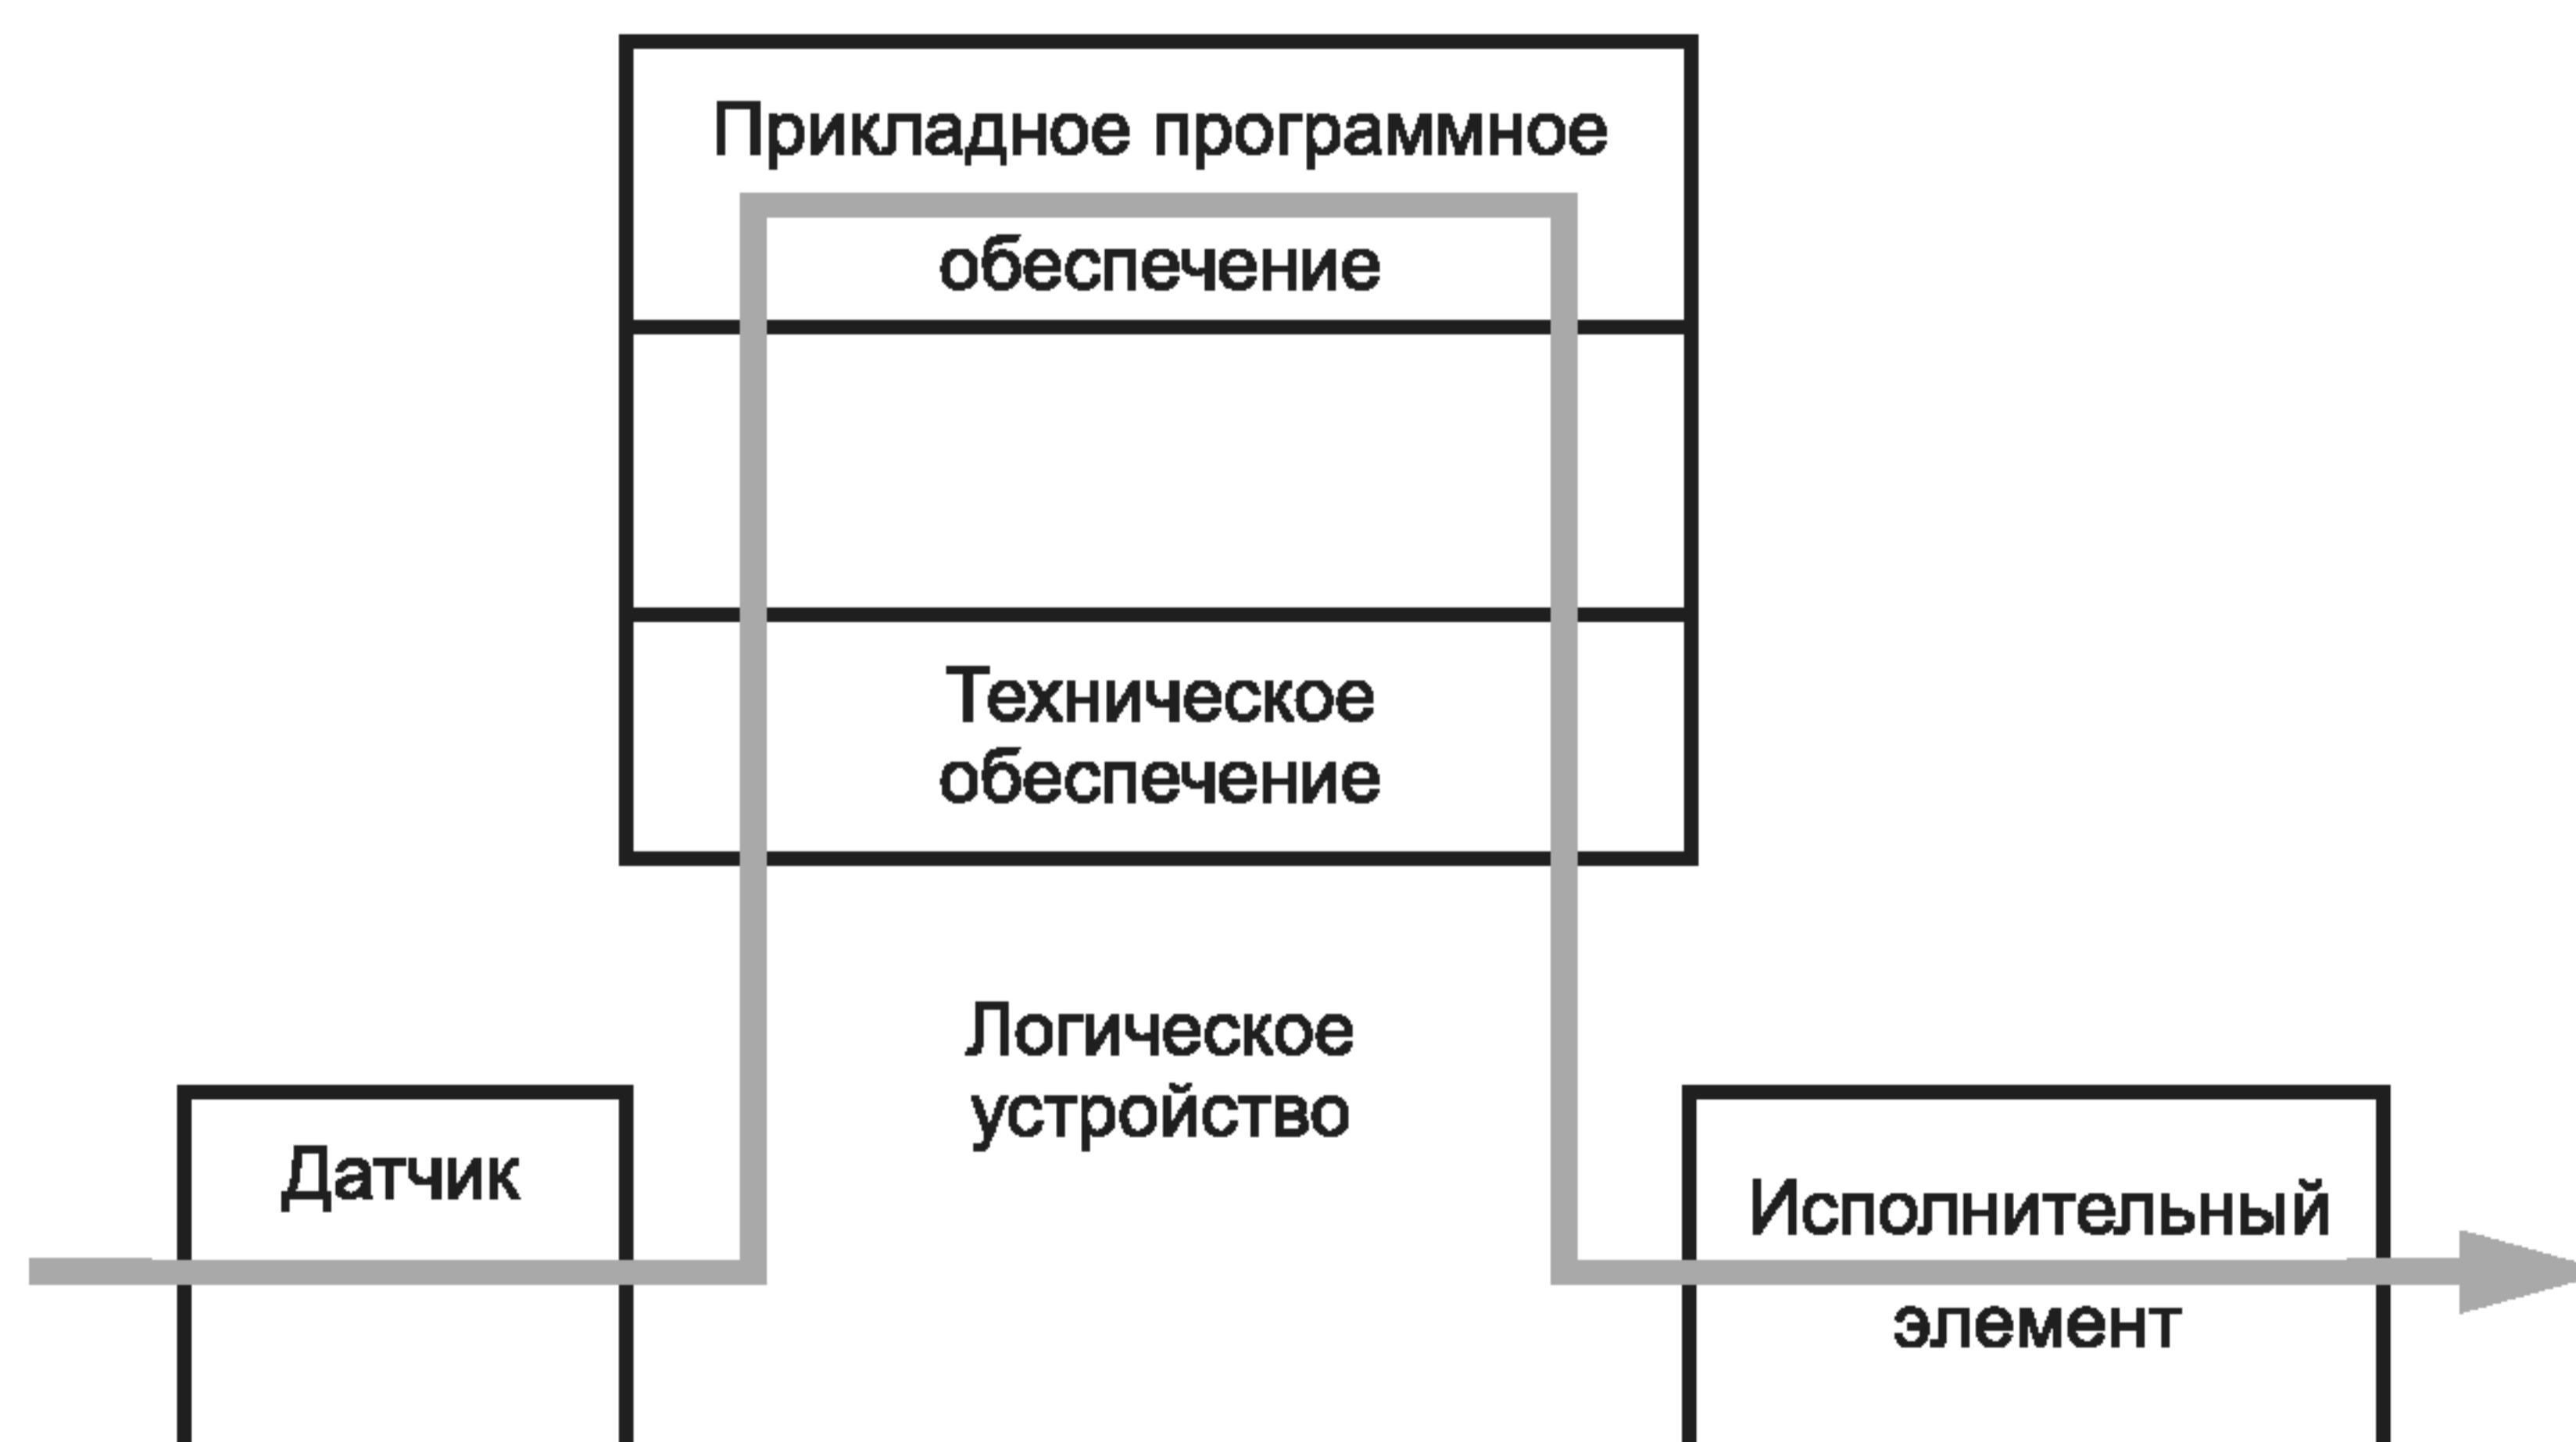 Прикладное программное
обеспечение
Техническое
обеспечение
Логическое
устройство
Датчик
Исполнительный
элемент